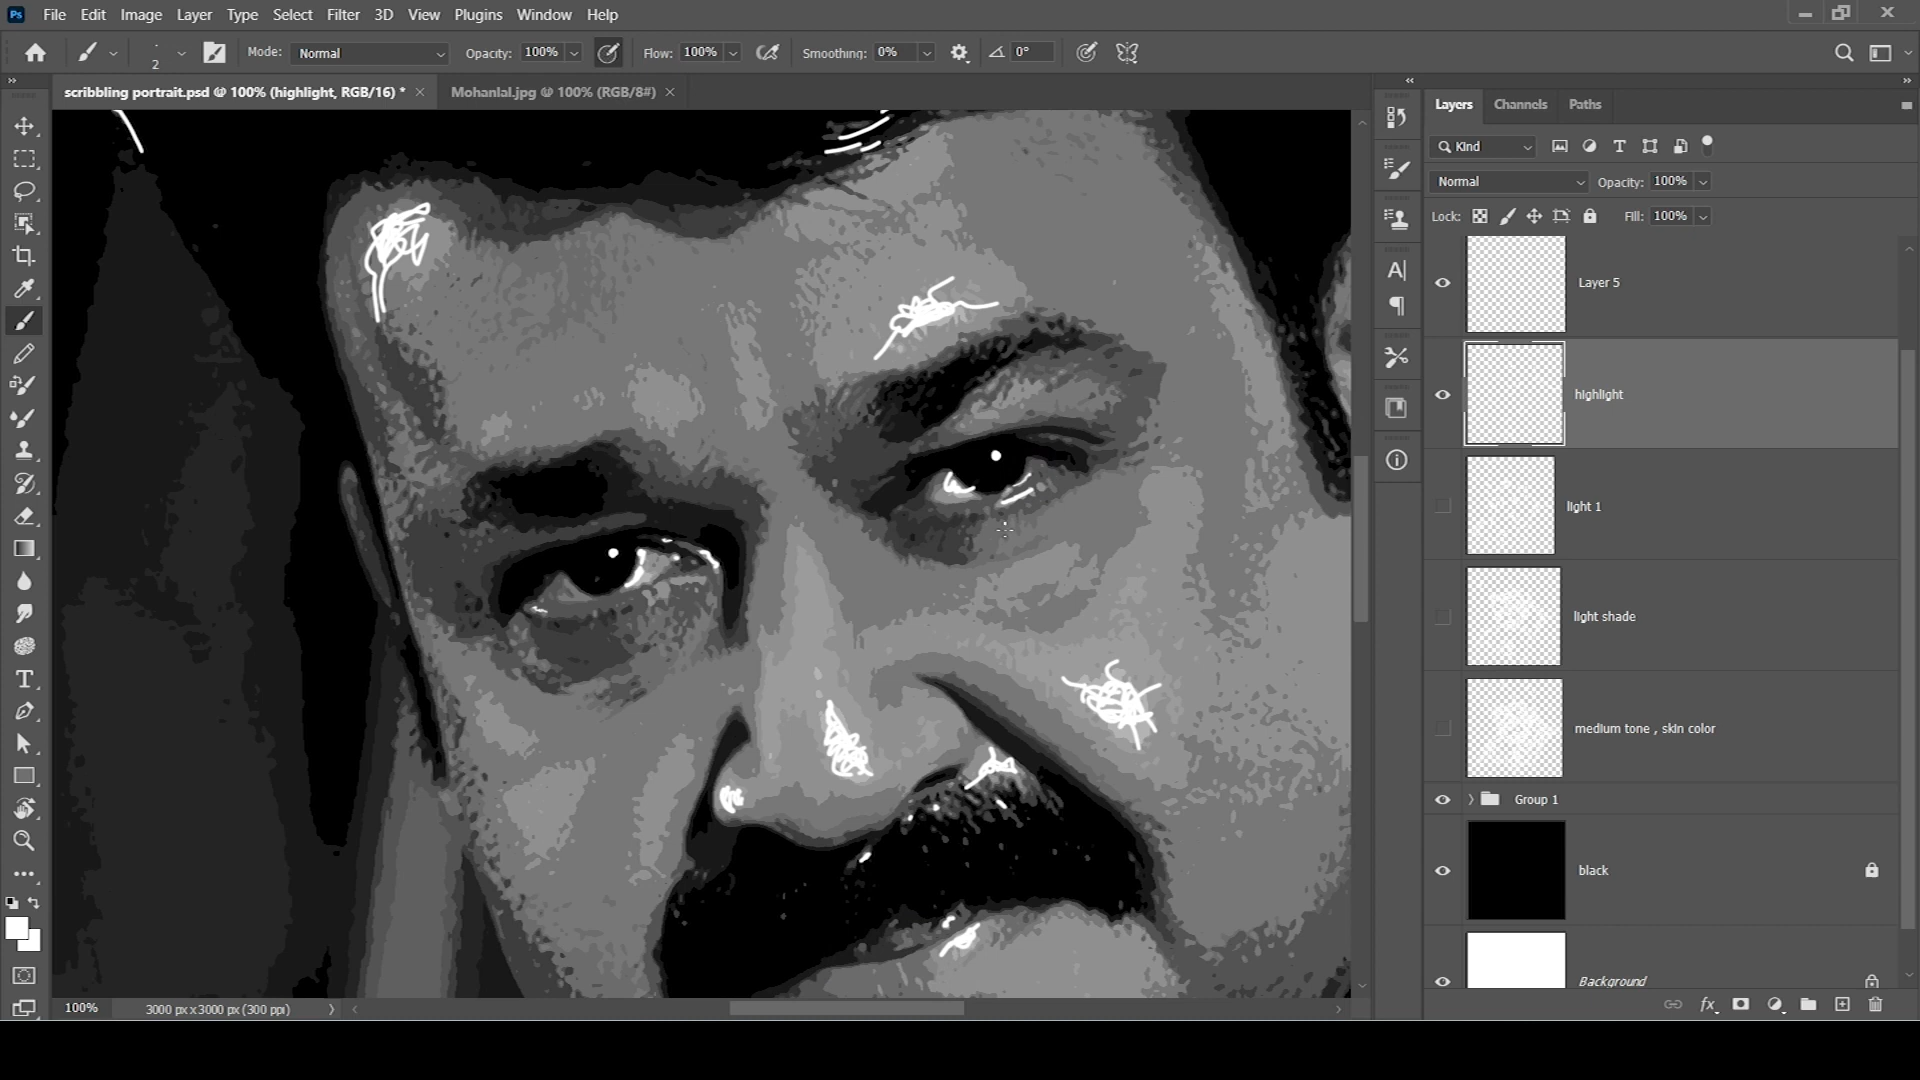 Ps File Edit Image Layer Type Select Filter 3D View Plugins Window Help
2 Mode: Normal Opacity: 100% Flow: 100% Smoothing: 0% 0°
scribbling portrait.psd @ 100% (highlight, RGB/16) * Mohanlal.jpg @ 100% (RGB/8#)
Layers Channels Paths
Kind
Normal Opacity: 100%
Lock: Fill: 100%
Layer 5
highlight
light 1
light shade
medium tone , skin color
Group 1
black
Background
100% 3000 px x 3000 px (300 ppi)